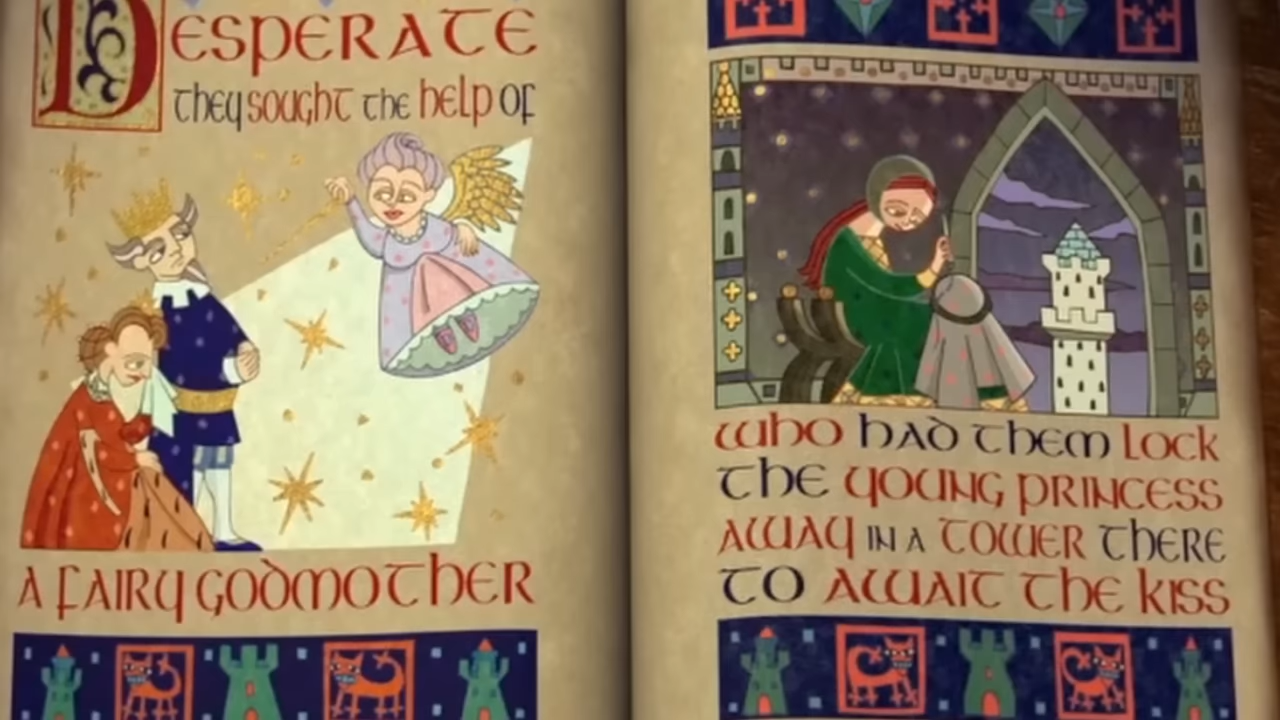 DESPERATE
they sought the help of
A FAIRY GODMOTHER
who had them lock
the young princess
away in a tower there
to await the kiss